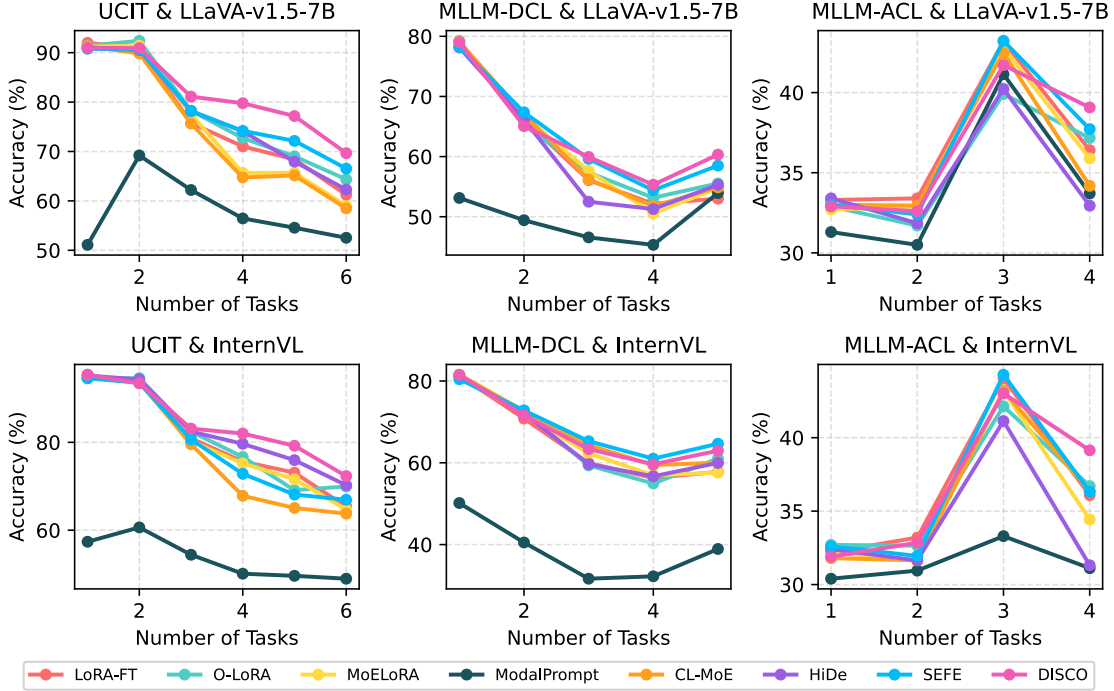 UCIT & LLaVA-v1.5-7B
MLLM-DCL & LLaVA-v1.5-7B
MLLM-ACL & LLaVA-v1.5-7B
Accuracy (%)
90
80
70
60
50
2
4
6
Number of Tasks
Accuracy (%)
80
70
60
50
2
4
Number of Tasks
Accuracy (%)
40
35
30
1
2
3
4
Number of Tasks
UCIT & InternVL
MLLM-DCL & InternVL
MLLM-ACL & InternVL
Accuracy (%)
80
60
2
4
6
Number of Tasks
Accuracy (%)
80
60
40
2
4
Number of Tasks
Accuracy (%)
40
35
30
1
2
3
4
Number of Tasks
LoRA-FT O-LoRA MoELoRA ModalPrompt CL-MoE HiDe SEFE DISCO